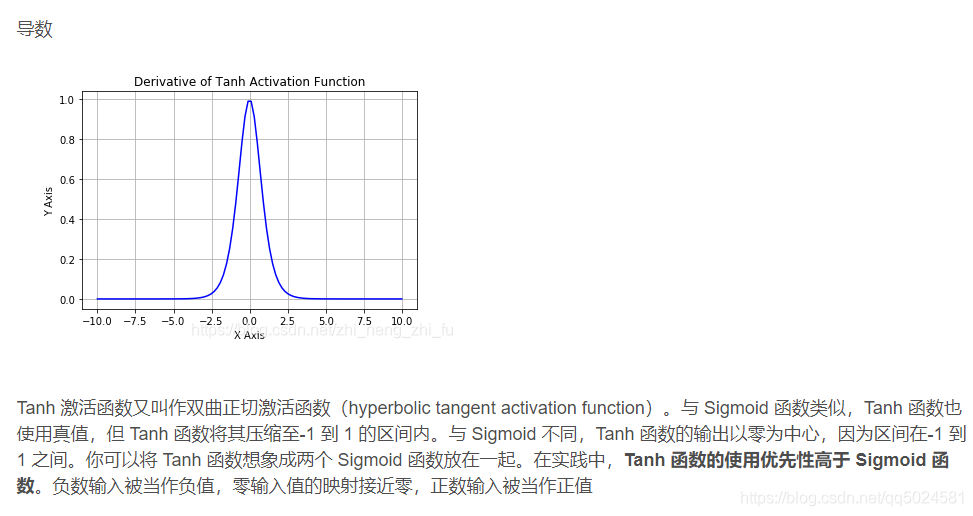 导数
Derivative of Tanh Activation Function
1.0
0.8
0.6
0.4
0.2
0.0
Y Axis
−10.0 −7.5 −5.0 −2.5 0.0 2.5 5.0 7.5 10.0
X Axis
https://blog.csdn.net/zhi_neng_zhi_fu
Tanh 激活函数又叫作双曲正切激活函数（hyperbolic tangent activation function）。与 Sigmoid 函数类似，Tanh 函数也
使用真值，但 Tanh 函数将其压缩至-1 到 1 的区间内。与 Sigmoid 不同，Tanh 函数的输出以零为中心，因为区间在-1 到
1 之间。你可以将 Tanh 函数想象成两个 Sigmoid 函数放在一起。在实践中，Tanh 函数的使用优先性高于 Sigmoid 函
数。负数输入被当作负值，零输入值的映射接近零，正数输入被当作正值
https://blog.csdn.net/qq5024581